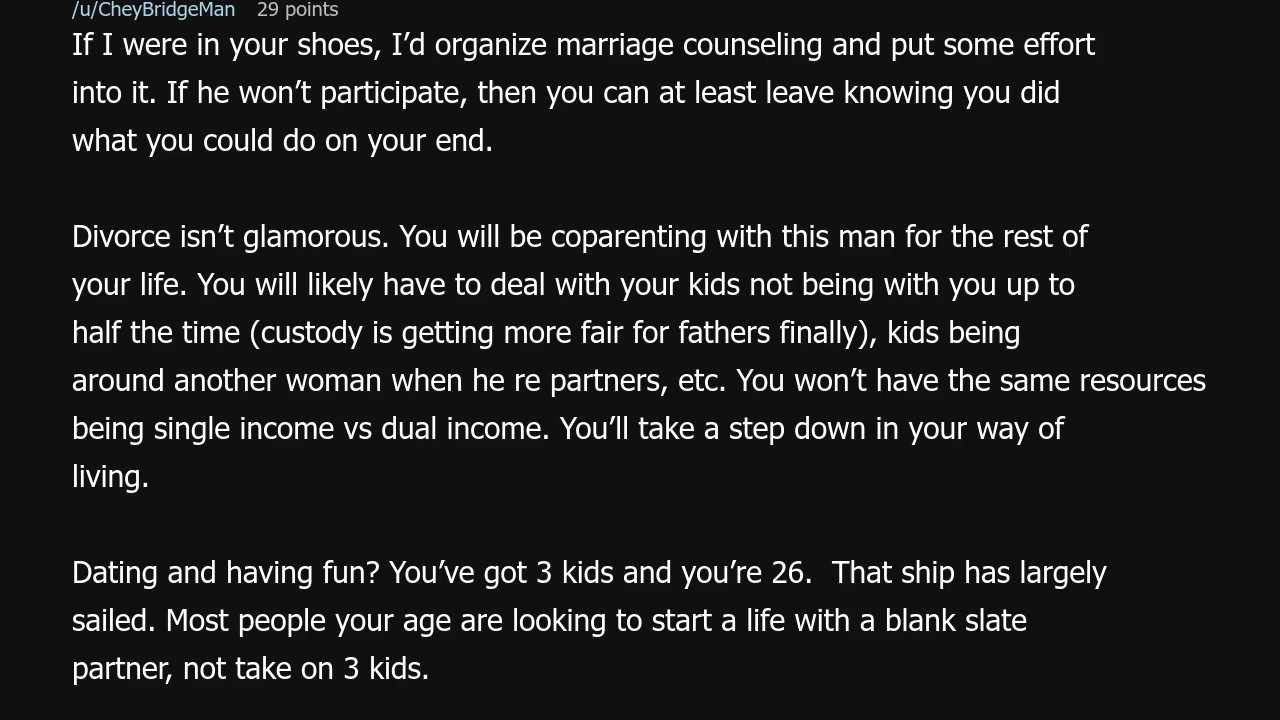 /u/CheyBridgeMan 29 points
If I were in your shoes, I’d organize marriage counseling and put some effort
into it. If he won’t participate, then you can at least leave knowing you did
what you could do on your end.
Divorce isn’t glamorous. You will be coparenting with this man for the rest of
your life. You will likely have to deal with your kids not being with you up to
half the time (custody is getting more fair for fathers finally), kids being
around another woman when he re partners, etc. You won’t have the same resources
being single income vs dual income. You’ll take a step down in your way of
living.
Dating and having fun? You’ve got 3 kids and you’re 26.  That ship has largely
sailed. Most people your age are looking to start a life with a blank slate
partner, not take on 3 kids.